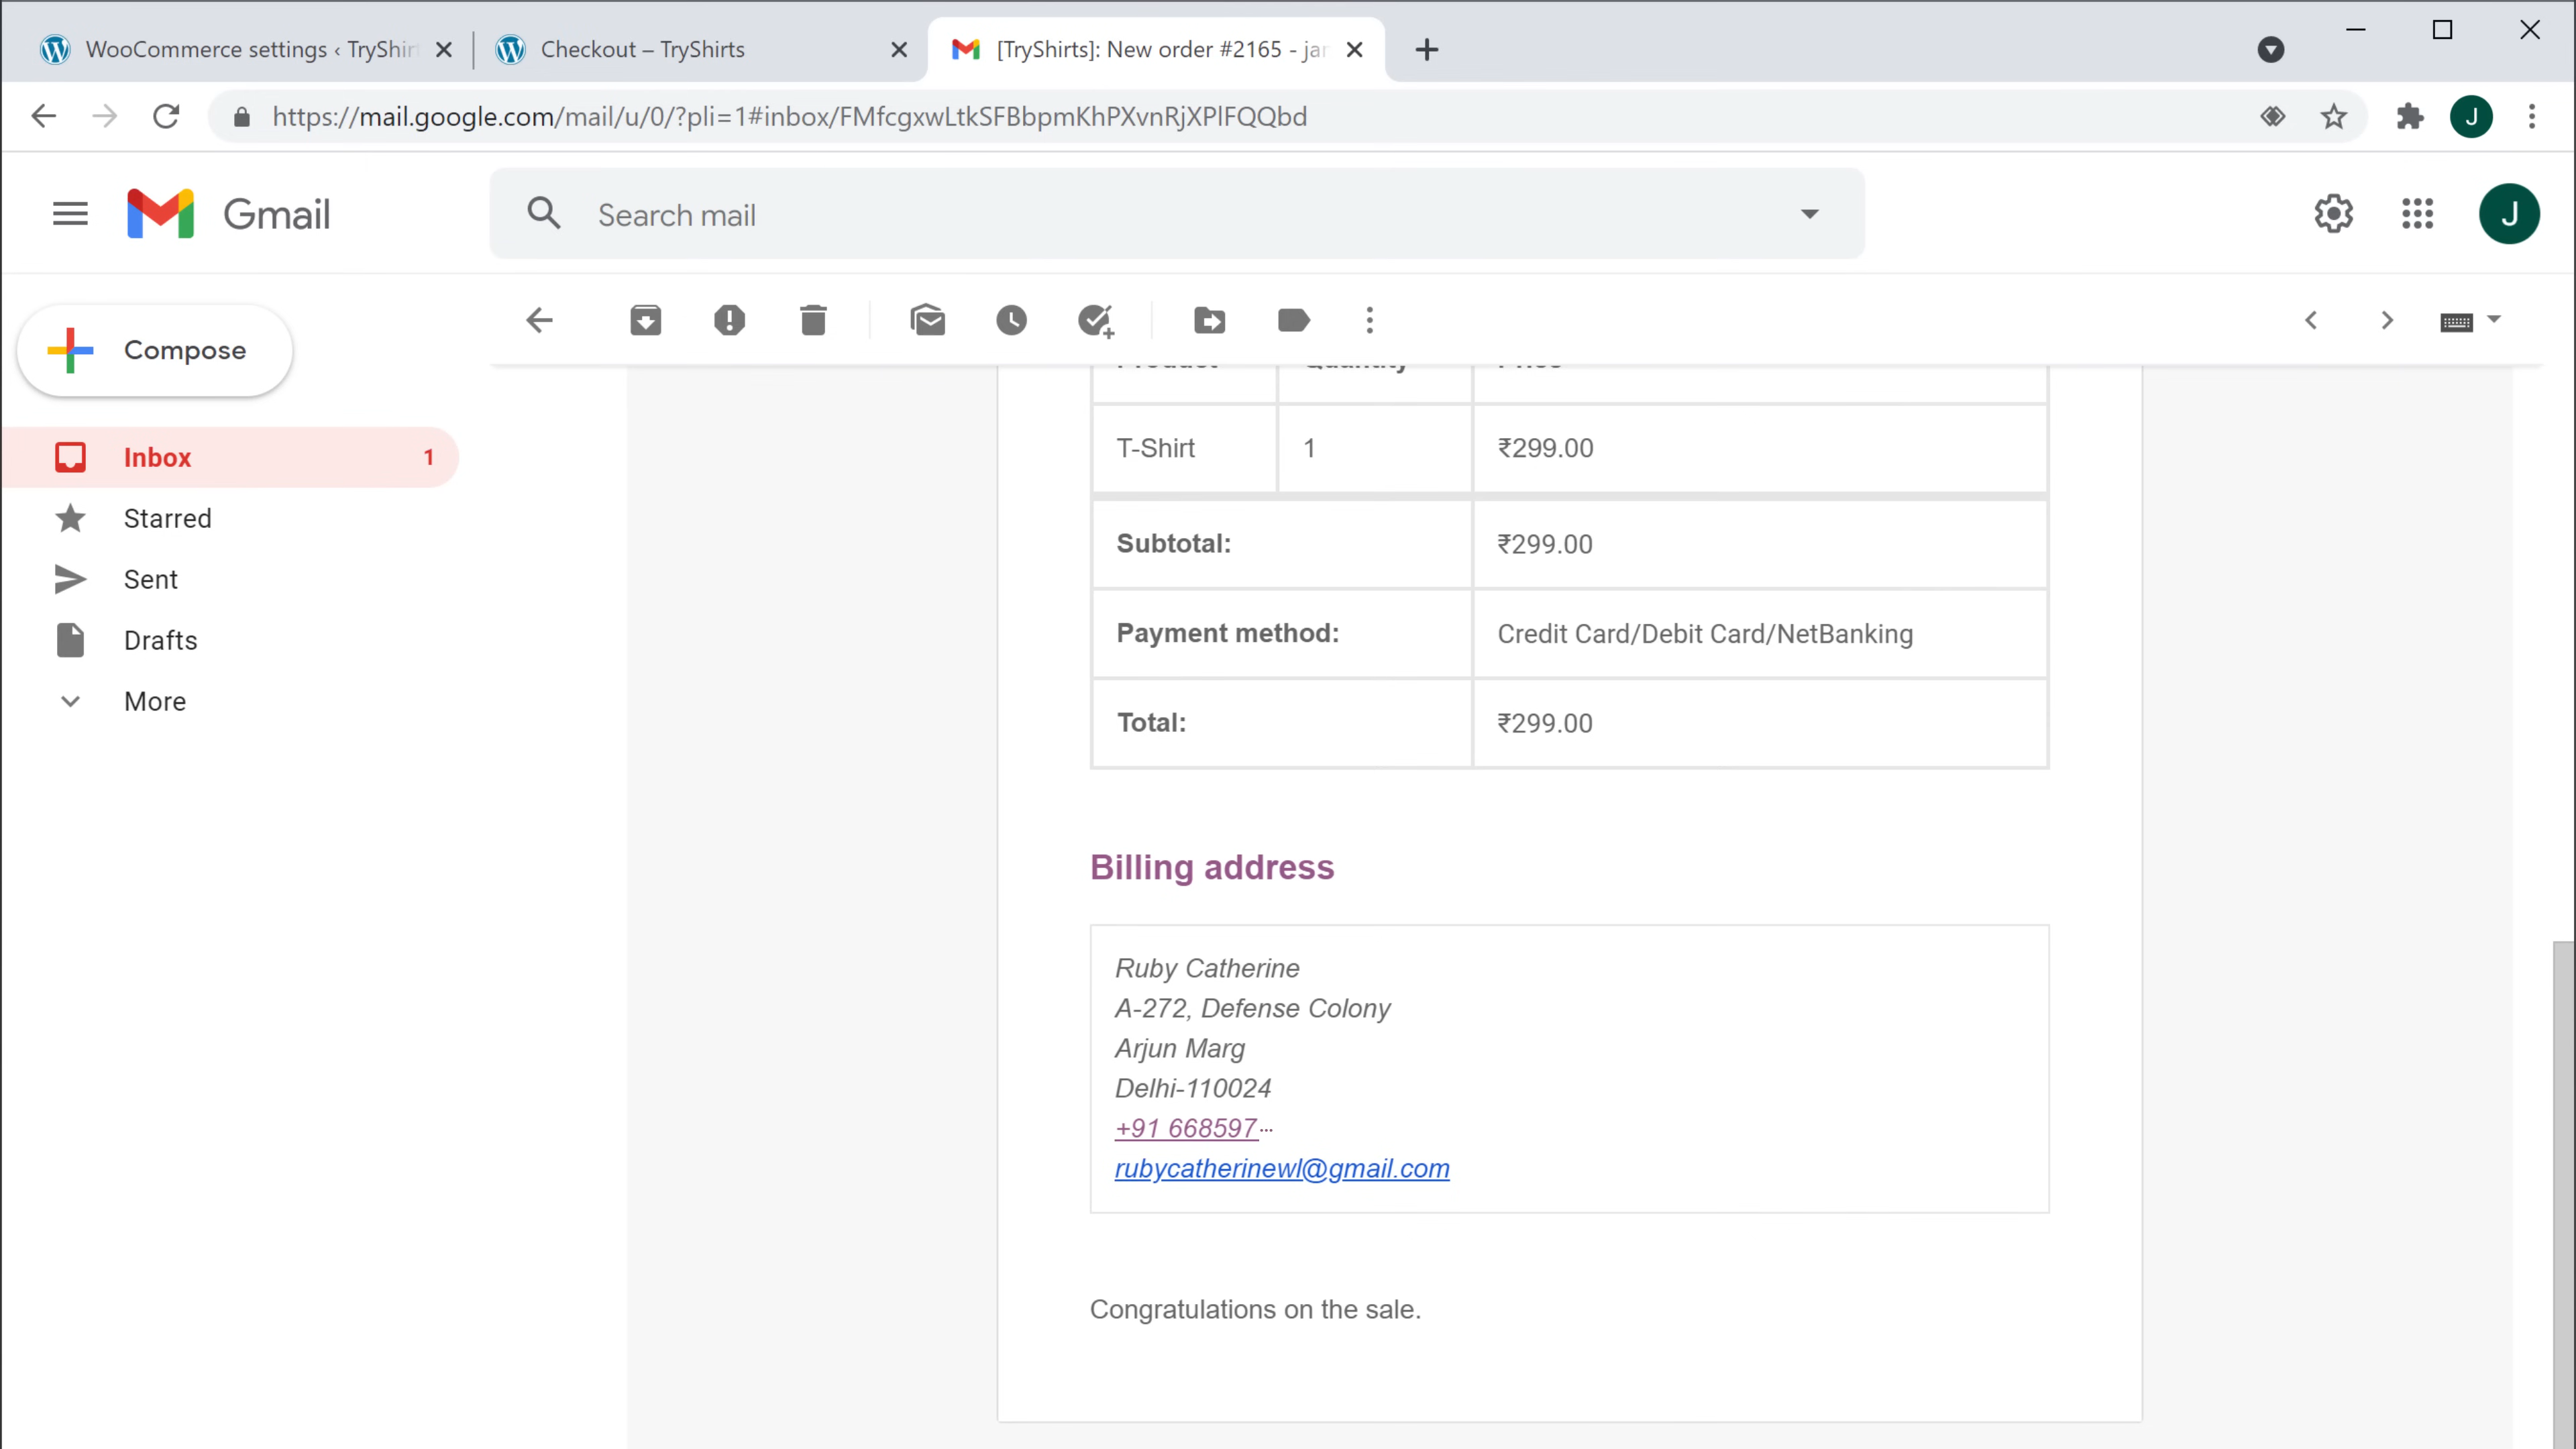 WooCommerce settings ‹ TryShir
Checkout – TryShirts
[TryShirts]: New order #2165 - jar
https://mail.google.com/mail/u/0/?pli=1#inbox/FMfcgxwLtkSFBbpmKhPXvnRjXPlFQQbd
J
Gmail
Search mail
J
Compose
Inbox 1
Starred
Sent
Drafts
More
Product Quantity Price
T-Shirt 1 ₹299.00
Subtotal: ₹299.00
Payment method: Credit Card/Debit Card/NetBanking
Total: ₹299.00
Billing address
Ruby Catherine
A-272, Defense Colony
Arjun Marg
Delhi-110024
+91 668597...
rubycatherinewl@gmail.com
Congratulations on the sale.